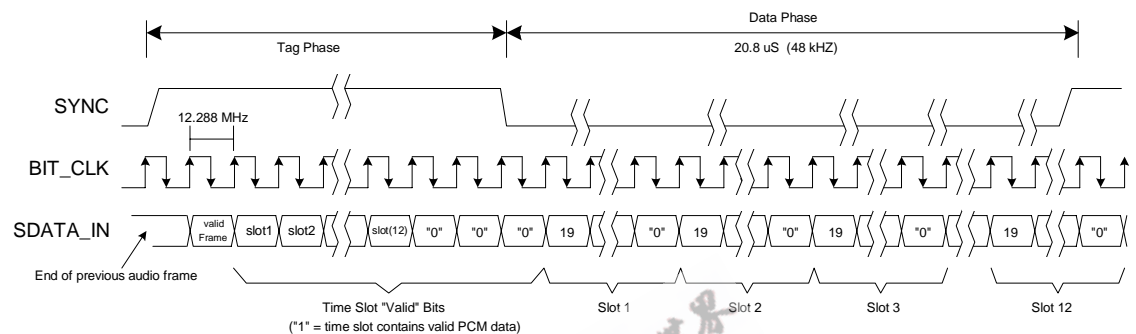 Data Phase
Tag Phase
20.8 uS (48 kHZ)
SYNC
12.288 MHz
BIT_CLK
SDATA_IN
valid Frame
slot1
slot2
slot(12)
"0"
"0"
"0"
19
"0"
19
"0"
19
"0"
19
"0"
End of previous audio frame
Time Slot "Valid" Bits
("1" = time slot contains valid PCM data)
Slot 1
Slot 2
Slot 3
Slot 12